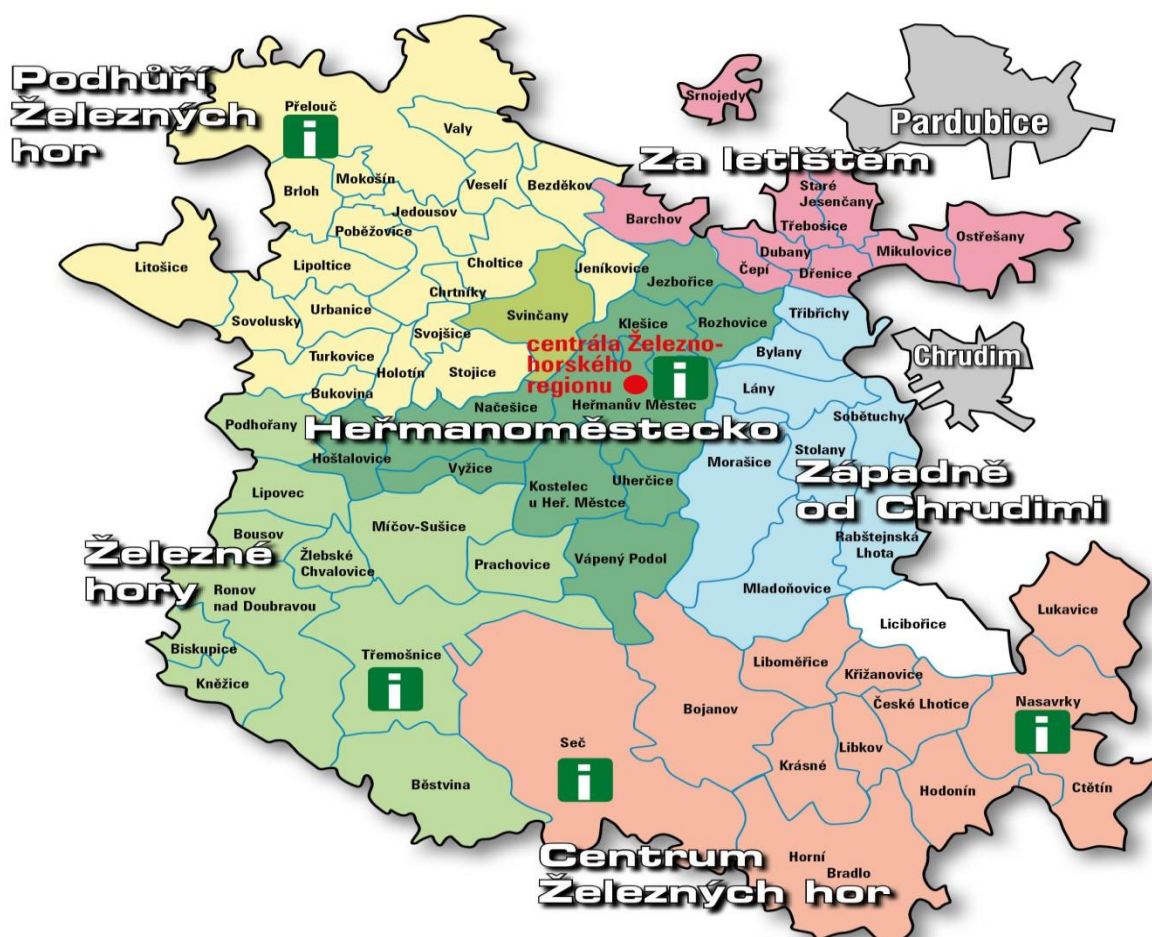 Podhůří
Železných
hor
Přelouč
i
Valy
Mokošín
Brloh
Veselí
Bezděkov
Jedousov
Poběžovice
Litošice
Lipoltice
Choltice
Jeníkovice
Chrtníky
Urbanice
Sovolusky
Svojšice
Svinčany
Turkovice
Holotín
Stojice
Bukovina
Srnojedy
Pardubice
Za letištěm
Staré
Jesenčany
Barchov
Třebosice
Ostřešany
Mikulovice
Dubany
Čepí
Dřenice
Jezbořice
Klešice
Rozhovice
centrála Železno-
horského
regionu
i
Načešice
Heřmanův Městec
Heřmanoměstecko
Hošťalovice
Vyžice
Kostelec
u Heř. Městce
Úherčice
Vápený Podol
Třibřichy
Bylany
Chrudim
Lány
Sobětuchy
Stolany
Morašice
Západně
od Chrudimi
Rabštejnská
Lhota
Mladoňovice
Podhořany
Lipovec
Bousov
Míčov-Sušice
Železné
hory
Žlebské
Chvalovice
Prachovice
Ronov
nad Doubravou
Biskupice
Kněžice
Třemošnice
i
Běstvina
Licibořice
Lukavice
Liboměřice
Křižanovice
České Lhotice
Nasavrky
i
Bojanov
Seč
i
Krásné
Libkov
Hodonín
Ctětín
Horní
Bradlo
Centrum
Železných hor